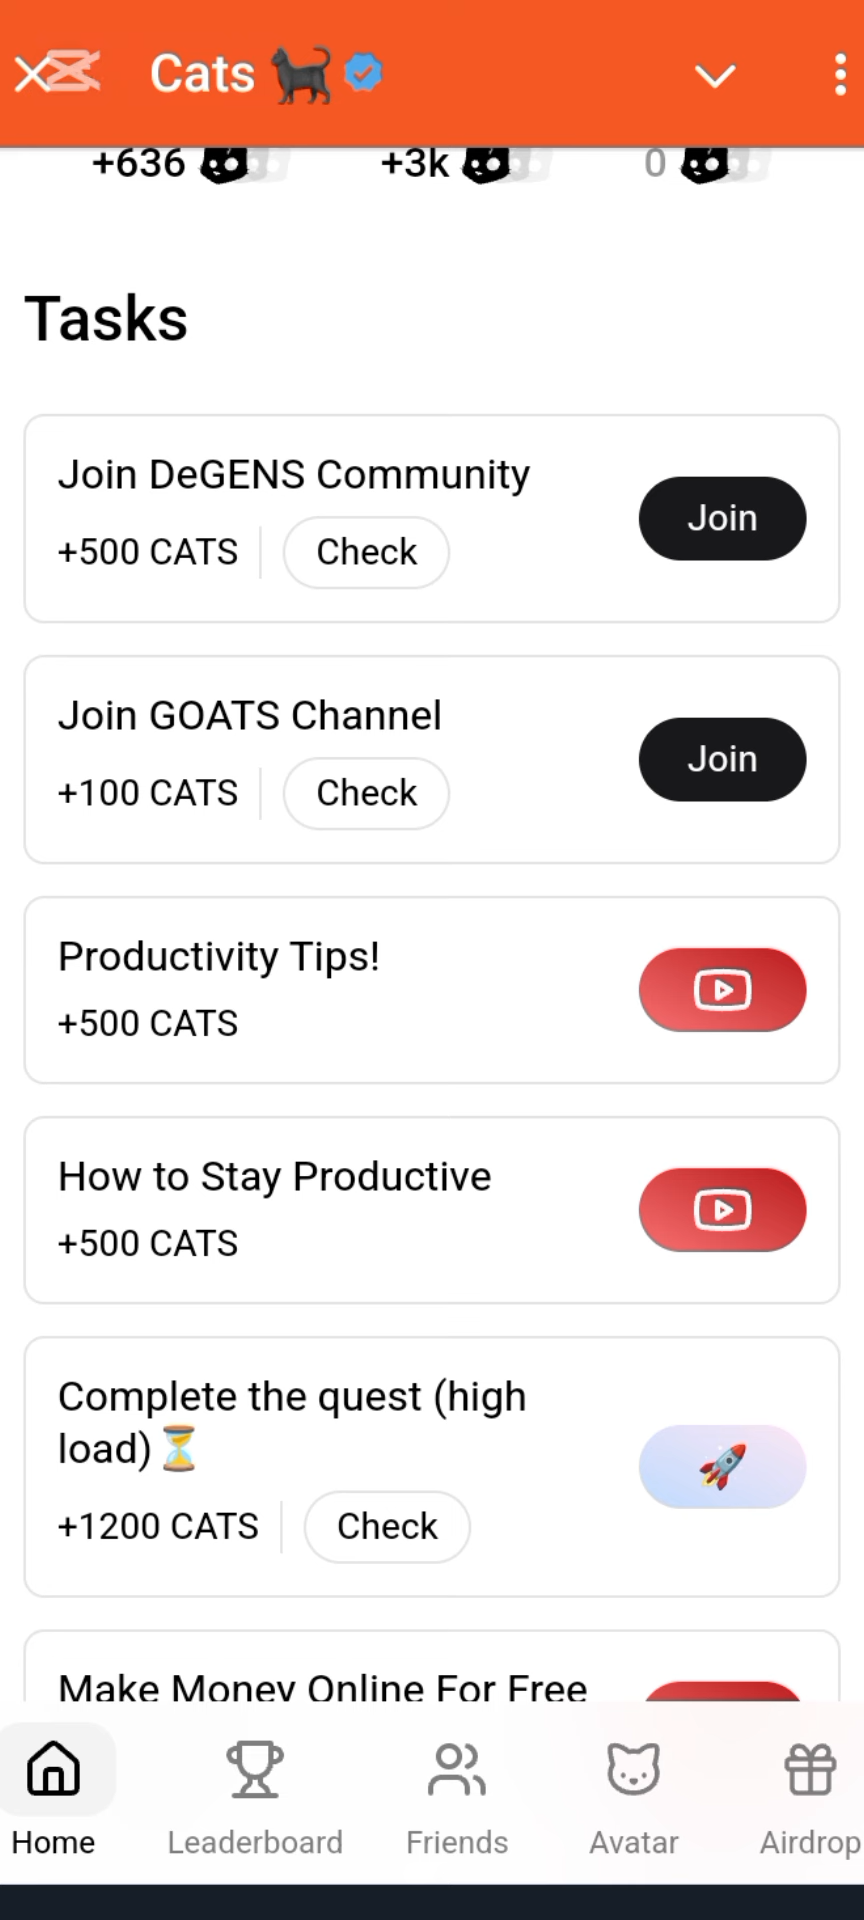 Cats
+636 +3k 0
Tasks
Join DeGENS Community
+500 CATS Check
Join
Join GOATS Channel
+100 CATS Check
Join
Productivity Tips!
+500 CATS
How to Stay Productive
+500 CATS
Complete the quest (high
load)⏳
+1200 CATS Check
Make Money Online For Free
Home Leaderboard Friends Avatar Airdrop